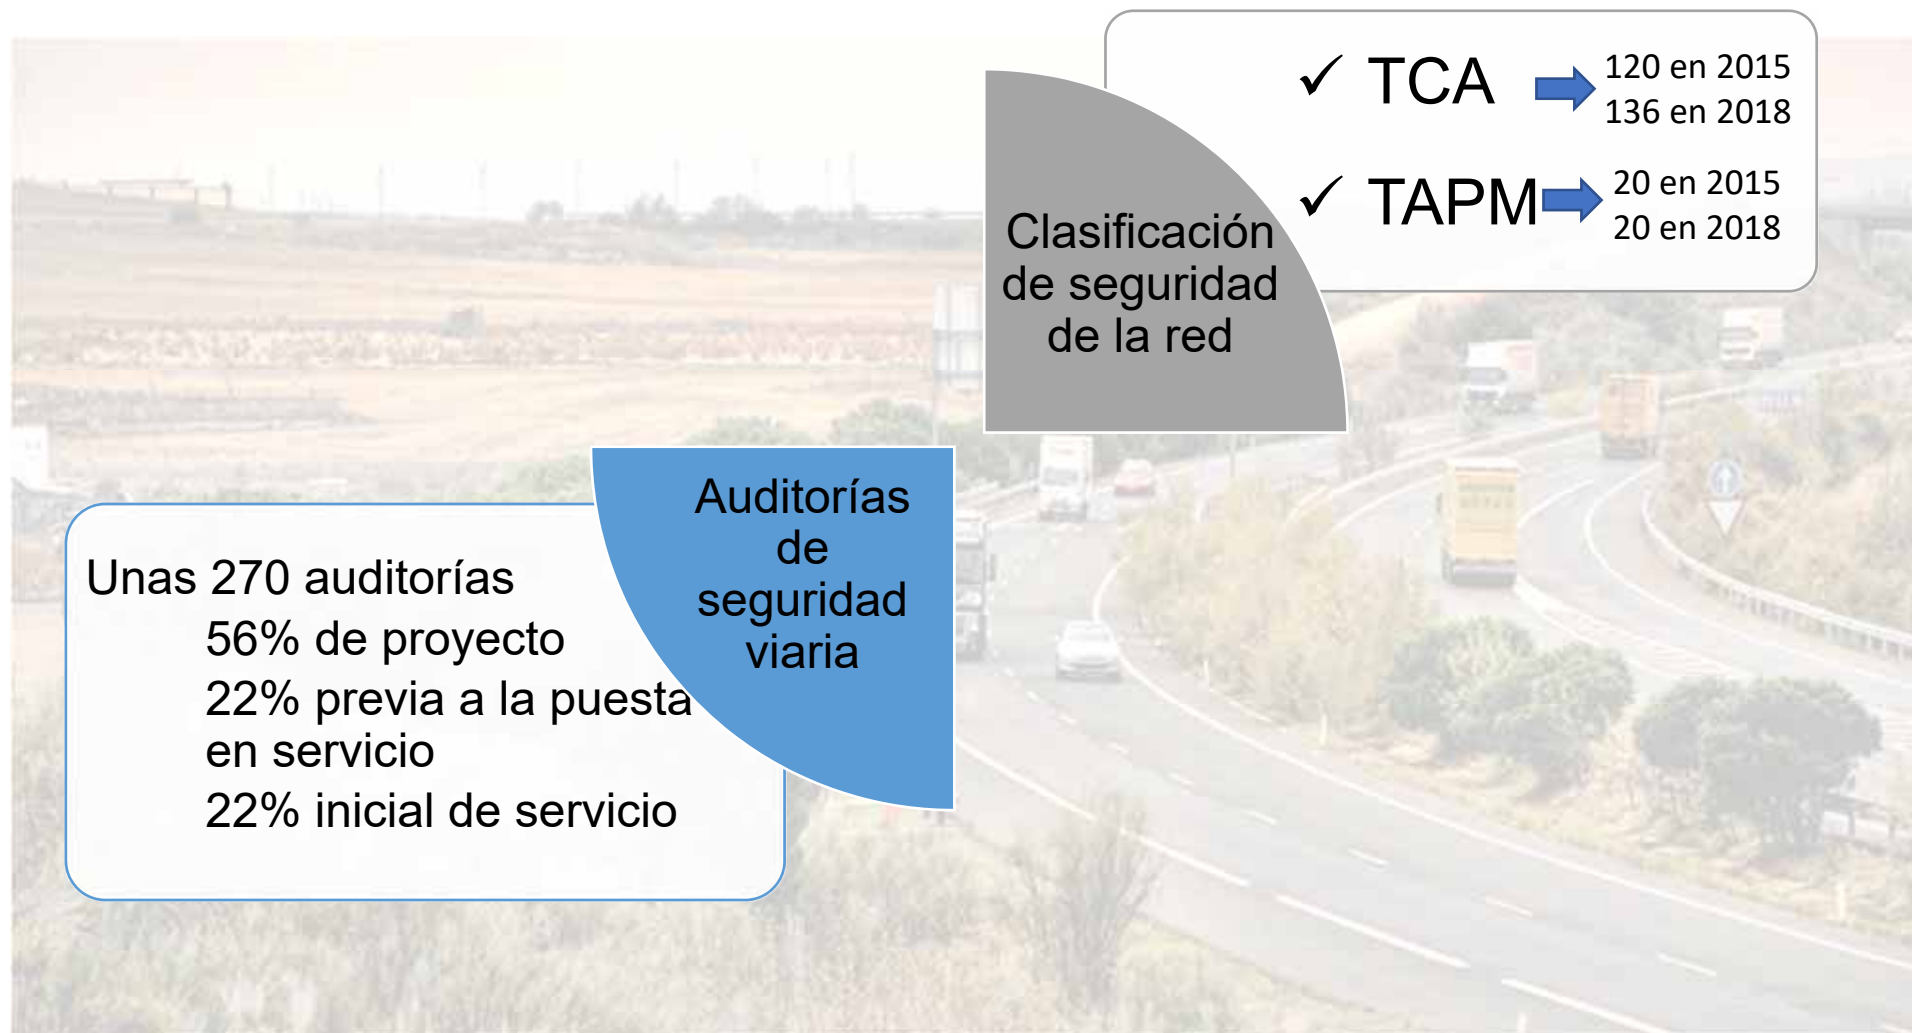 ✓ TCA
120 en 2015
136 en 2018
✓ TAPM
20 en 2015
20 en 2018
Clasificación
de seguridad
de la red
Auditorías
de
seguridad
viaria
Unas 270 auditorías
56% de proyecto
22% previa a la puesta
en servicio
22% inicial de servicio